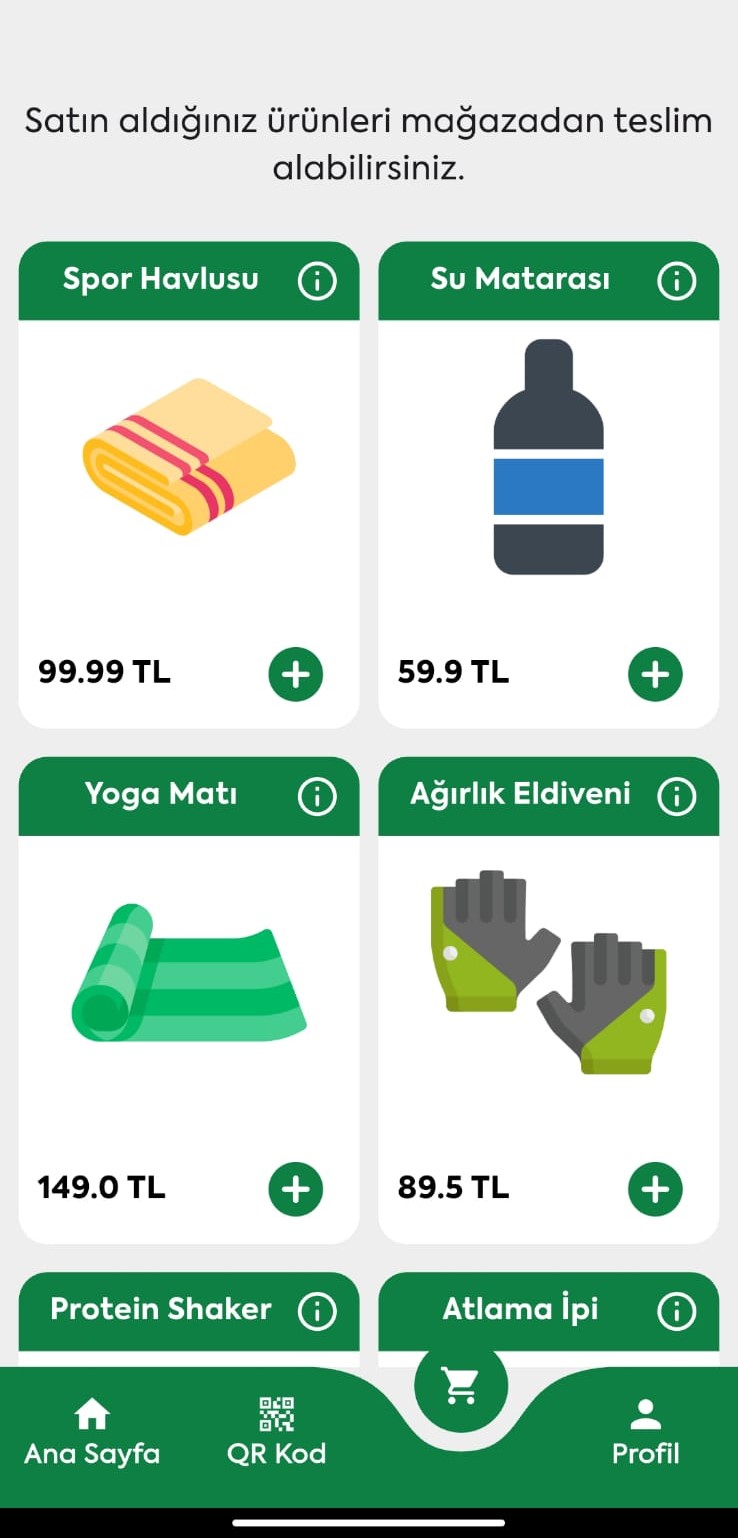 Satın aldığınız ürünleri mağazadan teslim
alabilirsiniz.
Spor Havlusu
Su Matarası
99.99 TL
59.9 TL
Yoga Matı
Ağırlık Eldiveni
149.0 TL
89.5 TL
Protein Shaker
Atlama İpi
Ana Sayfa
QR Kod
Profil